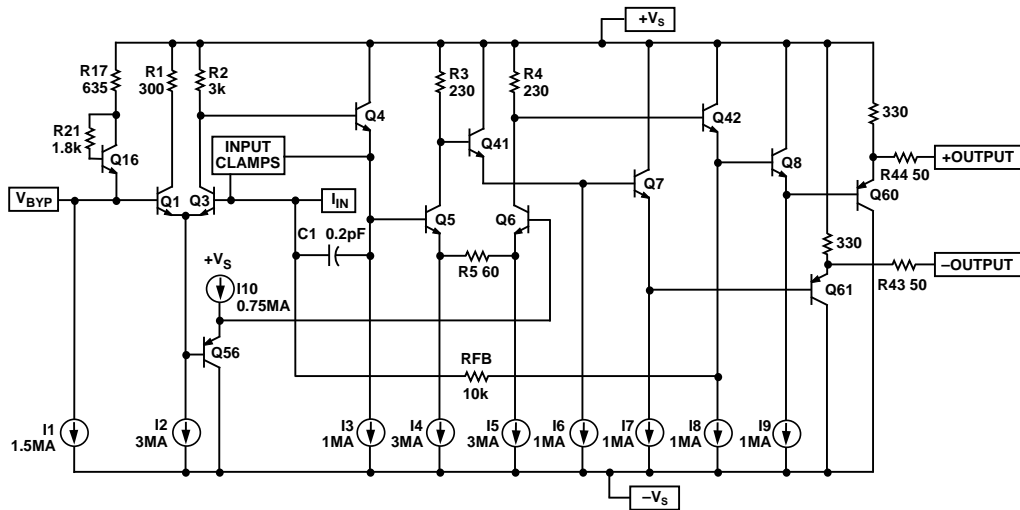 +VS
R17
635
R1
300
R2
3k
R3
230
R4
230
330
Q4
Q42
R21
1.8k
Q16
INPUT
CLAMPS
Q41
Q8
+OUTPUT
R44 50
Q60
VBYP
Q1
Q3
IIN
Q7
C1 0.2pF
Q5
Q6
330
+VS
R5 60
–OUTPUT
R43 50
I10
0.75MA
Q61
Q56
RFB
10k
I1
1.5MA
I2
3MA
I3
1MA
I4
3MA
I5
3MA
I6
1MA
I7
1MA
I8
1MA
I9
1MA
–VS